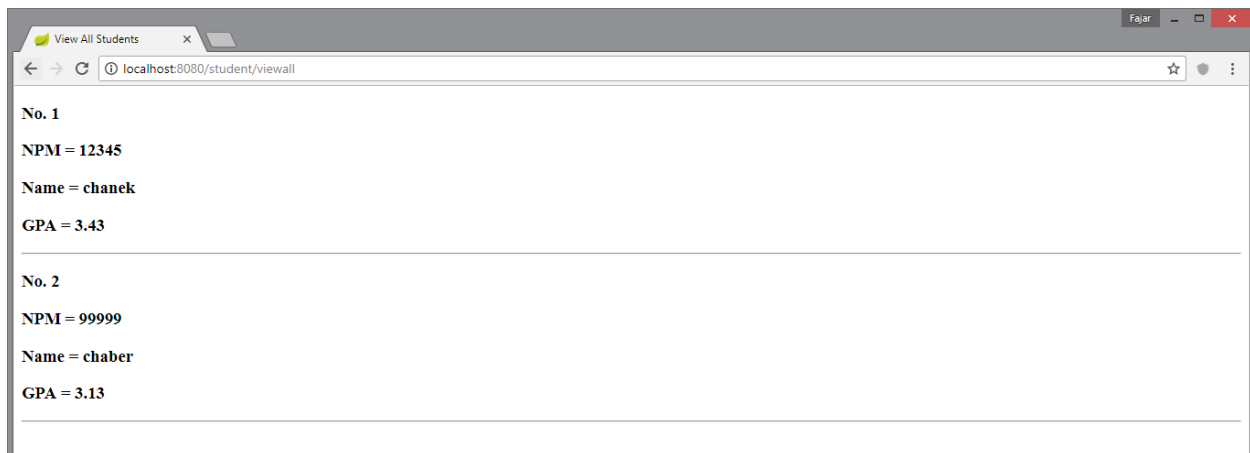 Fajar
View All Students
localhost:8080/student/viewall
No. 1
NPM = 12345
Name = chanek
GPA = 3.43
No. 2
NPM = 99999
Name = chaber
GPA = 3.13